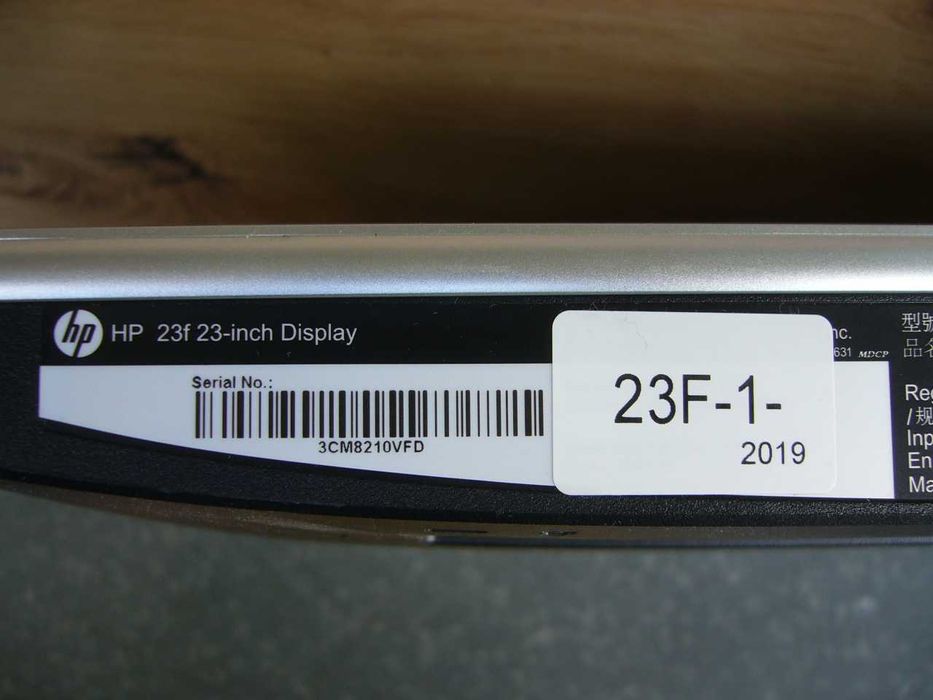 hp HP 23f 23-inch Display
Serial No.:
3CM8210VFD
23F-1-
2019
nc.
631 MDCP
型號
品名
Reg
/规
Inp
En
Ma